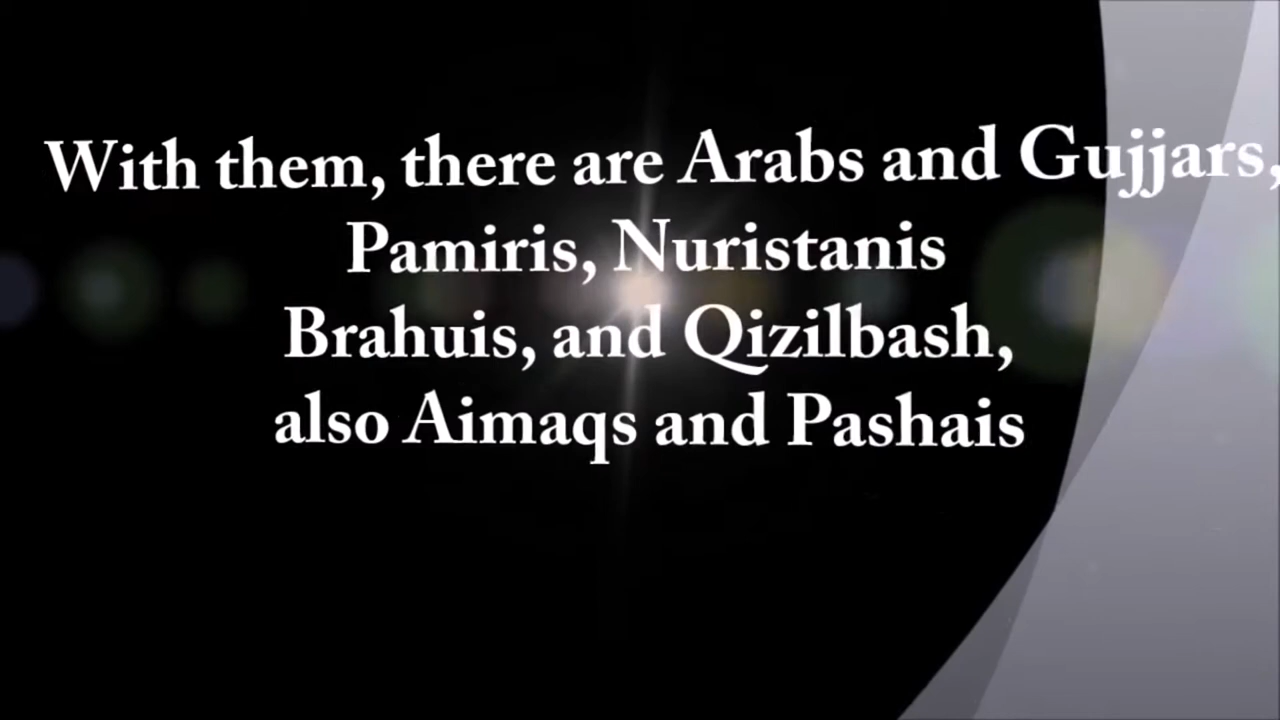 With them, there are Arabs and Gujjars,
Pamiris, Nuristanis
Brahuis, and Qizilbash,
also Aimaqs and Pashais